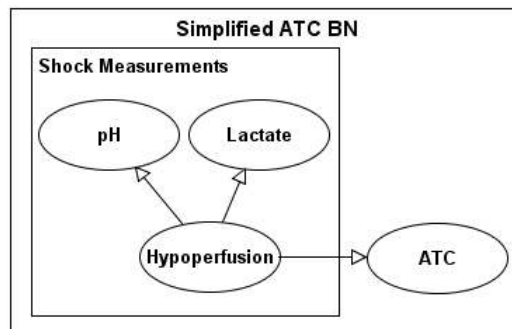 Simplified ATC BN
Shock Measurements
pH
Lactate
Hypoperfusion
ATC